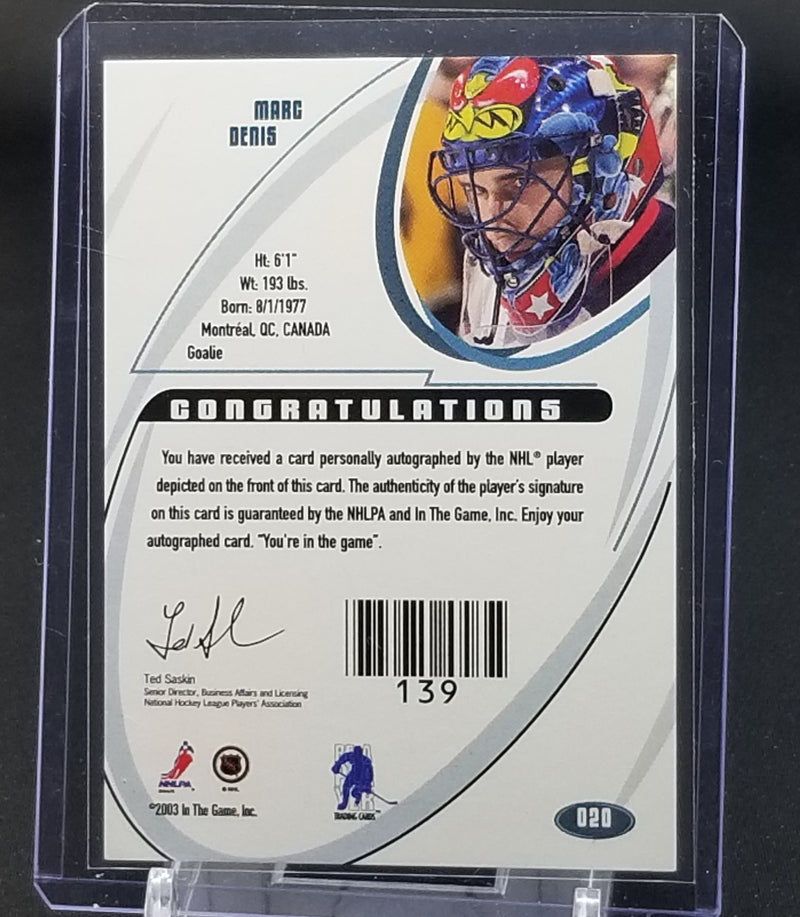 MARC
DENIS
Ht: 6'1"
Wt: 193 lbs.
Born: 8/1/1977
Montréal, QC, CANADA
Goalie
CONGRATULATIONS
You have received a card personally autographed by the NHL® player
depicted on the front of this card. The authenticity of the player's signature
on this card is guaranteed by the NHLPA and In The Game, Inc. Enjoy your
autographed card. "You're in the game".
Ted Saskin
Senior Director, Business Affairs and Licensing
National Hockey League Players' Association
139
NHLPA
© NHL
TRADING CARDS
©2003 In The Game, Inc.
020